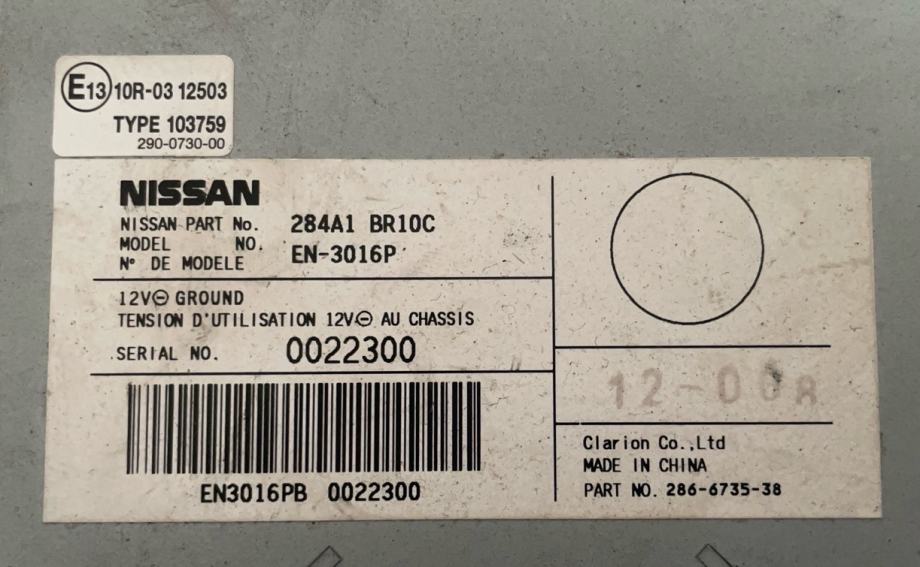 E13 10R-03 12503
TYPE 103759
290-0730-00
NISSAN
NISSAN PART No. 284A1 BR10C
MODEL NO. EN-3016P
N° DE MODELE
12V⊖ GROUND
TENSION D'UTILISATION 12V⊖ AU CHASSIS
SERIAL NO. 0022300
EN3016PB 0022300
12-00A
Clarion Co.,Ltd
MADE IN CHINA
PART NO. 286-6735-38